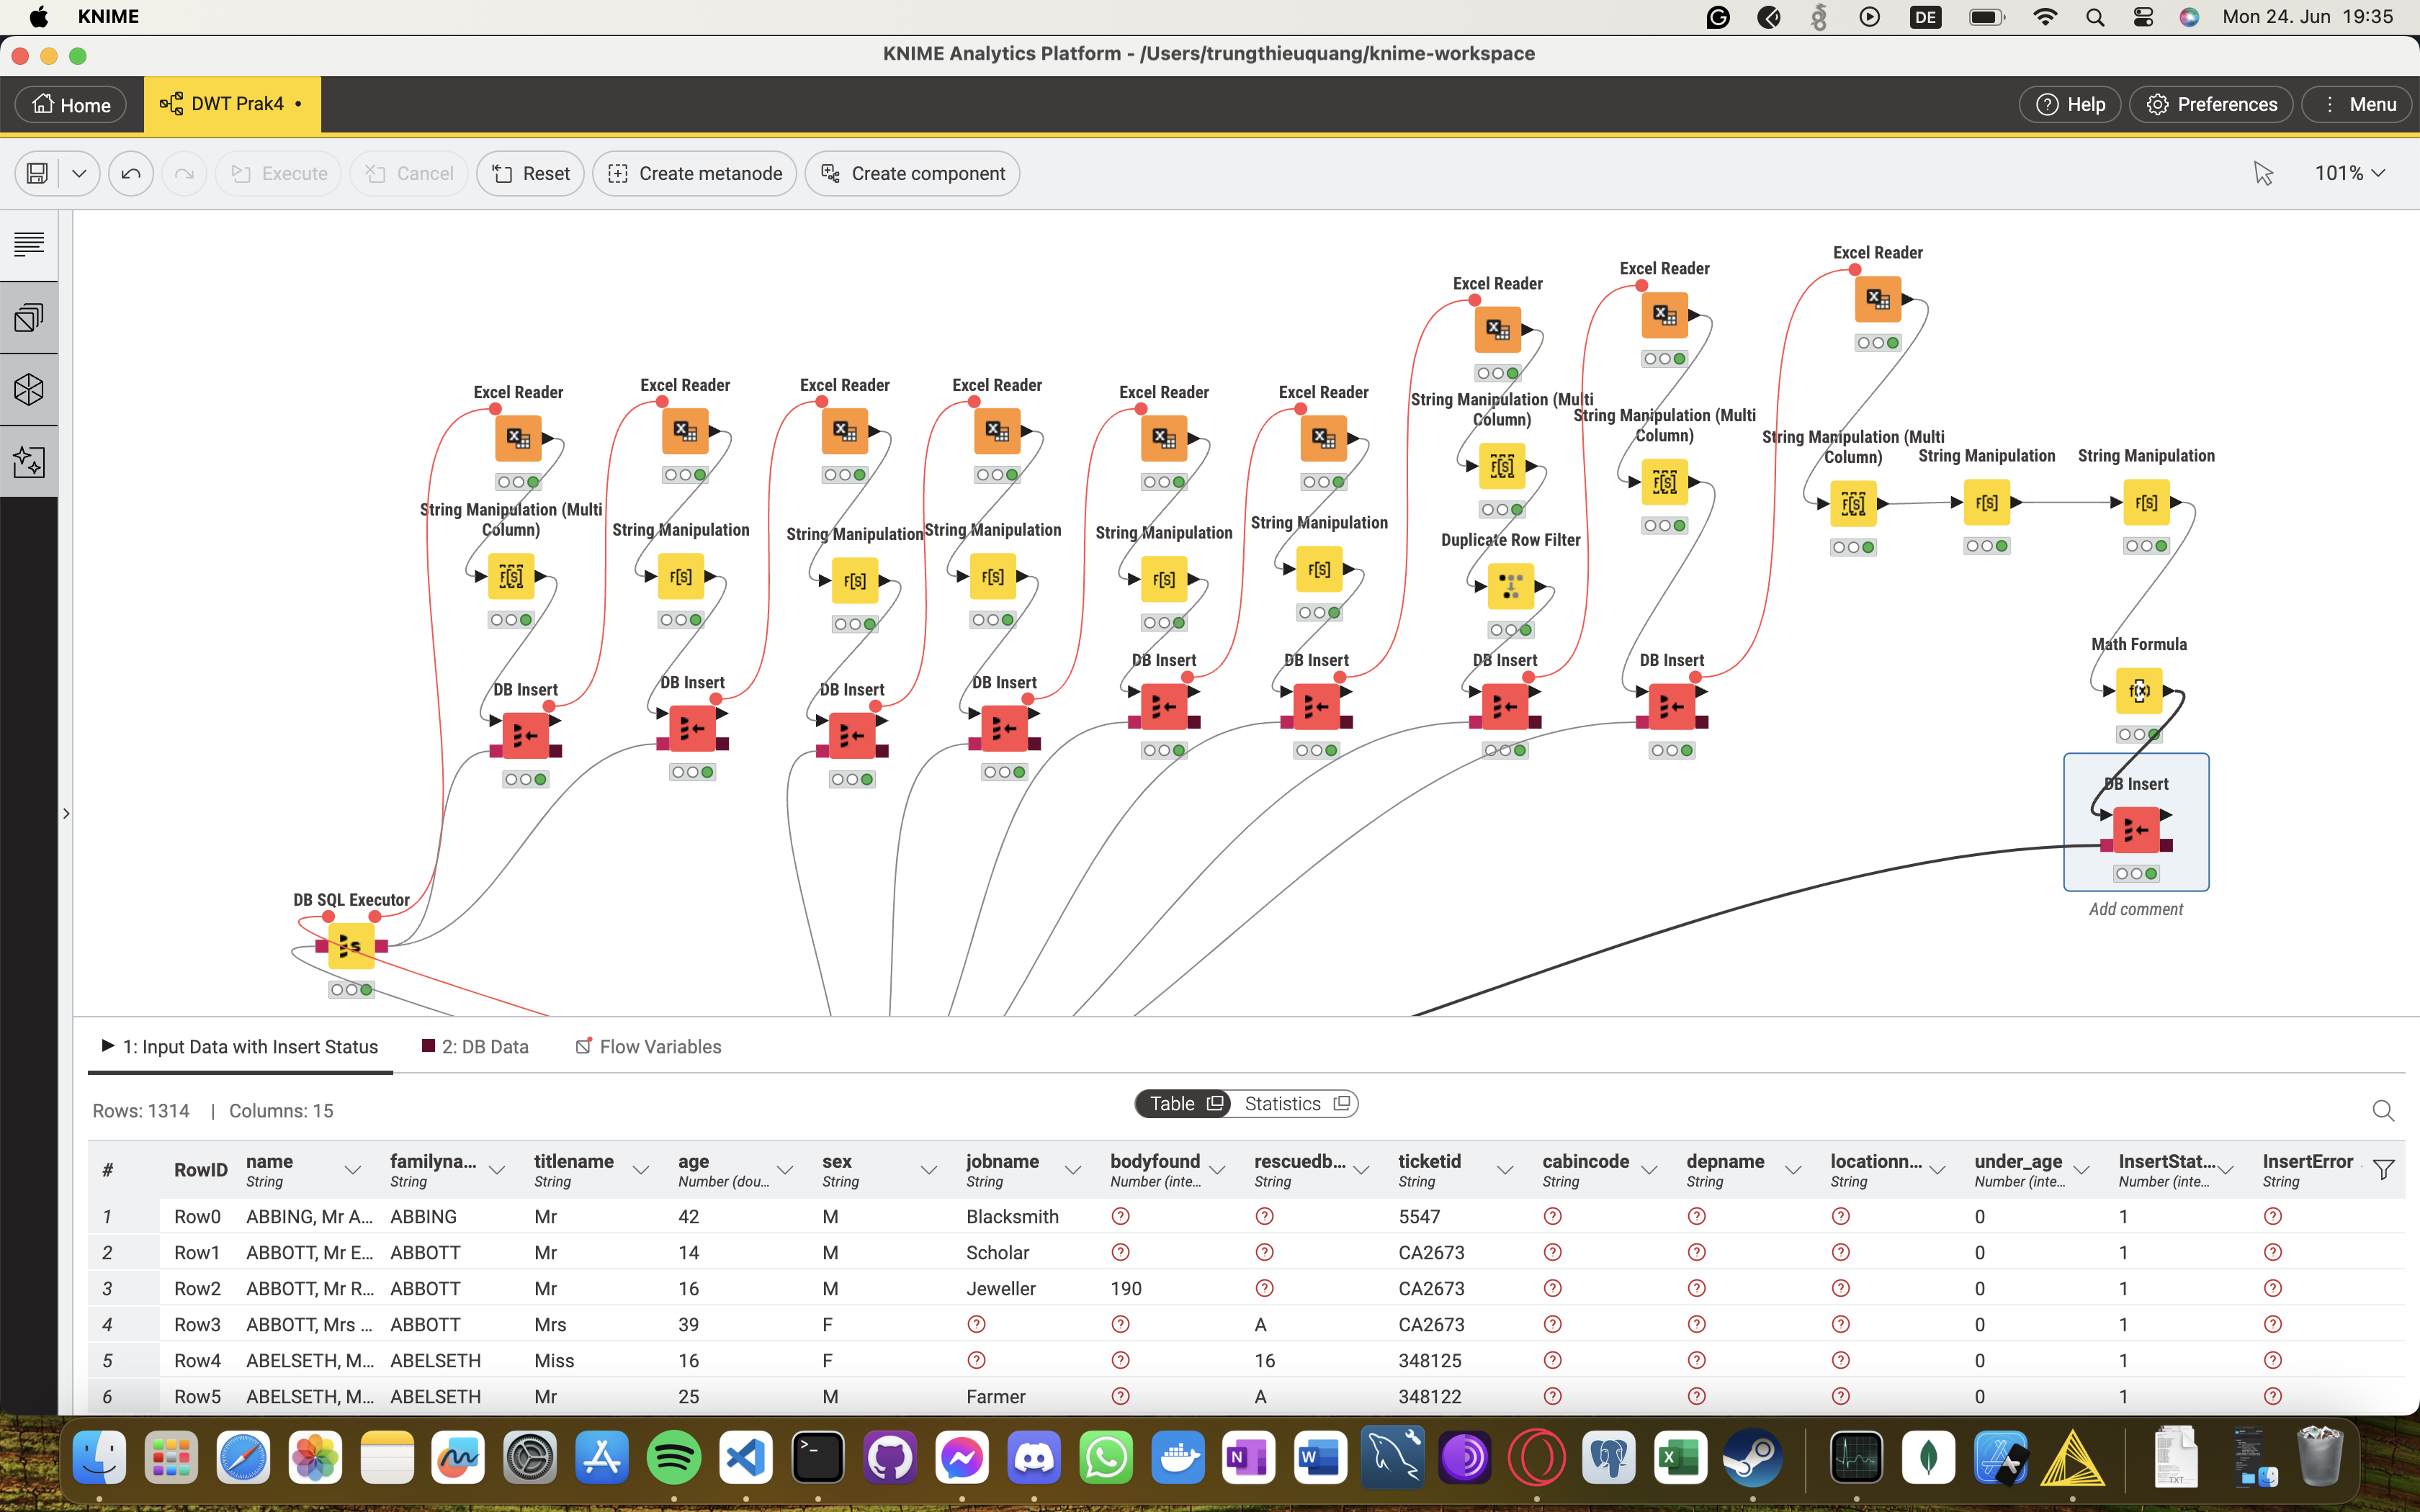 KNIME
DE
Mon 24. Jun 19:35
KNIME Analytics Platform - /Users/trungthieuquang/knime-workspace
Home
DWT Prak4 •
Help
Preferences
Menu
Execute
Cancel
Reset
Create metanode
Create component
101%
Excel Reader
Excel Reader
Excel Reader
Excel Reader
Excel Reader
Excel Reader
Excel Reader
Excel Reader
Excel Reader
String Manipulation (Multi
Column)
String Manipulation (Multi
Column)
String Manipulation (Multi
Column)
String Manipulation
String Manipulation
String Manipulation (Multi
Column)
String Manipulation
String Manipulation
String Manipulation
String Manipulation
String Manipulation
Duplicate Row Filter
Math Formula
DB Insert
DB Insert
DB Insert
DB Insert
DB Insert
DB Insert
DB Insert
DB Insert
DB Insert
Add comment
DB SQL Executor
1: Input Data with Insert Status
2: DB Data
Flow Variables
Rows: 1314 | Columns: 15
Table
Statistics
# RowID name familyna... titlename age sex jobname bodyfound rescuedb... ticketid cabincode depname locationn... under_age InsertStat... InsertError
String String String Number (dou... String String Number (inte... String String String String String Number (inte... Number (inte... String
1 Row0 ABBING, Mr A... ABBING Mr 42 M Blacksmith ? ? 5547 ? ? ? 0 1 ?
2 Row1 ABBOTT, Mr E... ABBOTT Mr 14 M Scholar ? ? CA2673 ? ? ? 0 1 ?
3 Row2 ABBOTT, Mr R... ABBOTT Mr 16 M Jeweller 190 ? CA2673 ? ? ? 0 1 ?
4 Row3 ABBOTT, Mrs ... ABBOTT Mrs 39 F ? ? A CA2673 ? ? ? 0 1 ?
5 Row4 ABELSETH, M... ABELSETH Miss 16 F ? ? 16 348125 ? ? ? 0 1 ?
6 Row5 ABELSETH, M... ABELSETH Mr 25 M Farmer ? A 348122 ? ? ? 0 1 ?